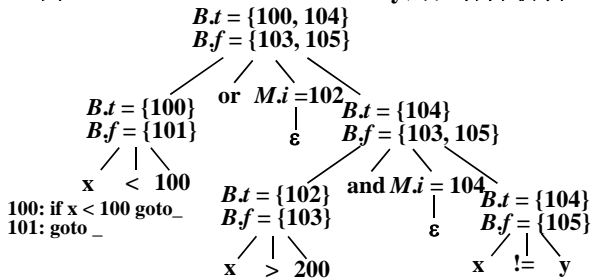 B.t = {100, 104}
B.f = {103, 105}
or M.i =102
B.t = {100}
B.f = {101}
ε
B.t = {104}
B.f = {103, 105}
x < 100
100: if x < 100 goto_
101: goto _
B.t = {102}
B.f = {103}
and M.i = 104
ε
B.t = {104}
B.f = {105}
x > 200
x != y